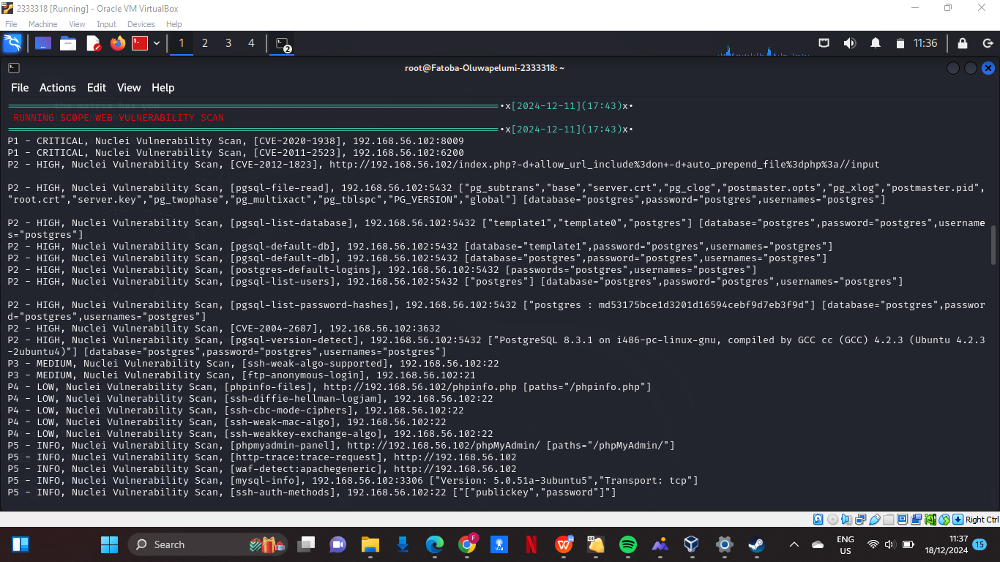 2333318 [Running] - Oracle VM VirtualBox
File Machine View Input Devices Help
1 2 3 4 2 11:36
root@Fatoba-Oluwapelumi-2333318: ~
File Actions Edit View Help
•x[2024-12-11](17:43)x•
RUNNING SC0PE WEB VULNERABILITY SCAN
•x[2024-12-11](17:43)x•
P1 - CRITICAL, Nuclei Vulnerability Scan, [CVE-2020-1938], 192.168.56.102:8009
P1 - CRITICAL, Nuclei Vulnerability Scan, [CVE-2011-2523], 192.168.56.102:6200
P2 - HIGH, Nuclei Vulnerability Scan, [CVE-2012-1823], http://192.168.56.102/index.php?-d+allow_url_include%3don+-d+auto_prepend_file%3dphp%3a//input
P2 - HIGH, Nuclei Vulnerability Scan, [pgsql-file-read], 192.168.56.102:5432 ["pg_subtrans","base","server.crt","pg_clog","postmaster.opts","pg_xlog","postmaster.pid",
"root.crt","server.key","pg_twophase","pg_multixact","pg_tblspc","PG_VERSION","global"] [database="postgres",password="postgres",usernames="postgres"]
P2 - HIGH, Nuclei Vulnerability Scan, [pgsql-list-database], 192.168.56.102:5432 ["template1","template0","postgres"] [database="postgres",password="postgres",username
s="postgres"]
P2 - HIGH, Nuclei Vulnerability Scan, [pgsql-default-db], 192.168.56.102:5432 [database="template1",password="postgres",usernames="postgres"]
P2 - HIGH, Nuclei Vulnerability Scan, [pgsql-default-db], 192.168.56.102:5432 [database="postgres",password="postgres",usernames="postgres"]
P2 - HIGH, Nuclei Vulnerability Scan, [postgres-default-logins], 192.168.56.102:5432 [passwords="postgres",usernames="postgres"]
P2 - HIGH, Nuclei Vulnerability Scan, [pgsql-list-users], 192.168.56.102:5432 ["postgres"] [database="postgres",password="postgres",usernames="postgres"]
P2 - HIGH, Nuclei Vulnerability Scan, [pgsql-list-password-hashes], 192.168.56.102:5432 ["postgres : md53175bce1d3201d16594cebf9d7eb3f9d"] [database="postgres",passwor
d="postgres",usernames="postgres"]
P2 - HIGH, Nuclei Vulnerability Scan, [CVE-2004-2687], 192.168.56.102:3632
P2 - HIGH, Nuclei Vulnerability Scan, [pgsql-version-detect], 192.168.56.102:5432 ["PostgreSQL 8.3.1 on i486-pc-linux-gnu, compiled by GCC cc (GCC) 4.2.3 (Ubuntu 4.2.3
-2ubuntu4)"] [database="postgres",password="postgres",usernames="postgres"]
P3 - MEDIUM, Nuclei Vulnerability Scan, [ssh-weak-algo-supported], 192.168.56.102:22
P3 - MEDIUM, Nuclei Vulnerability Scan, [ftp-anonymous-login], 192.168.56.102:21
P4 - LOW, Nuclei Vulnerability Scan, [phpinfo-files], http://192.168.56.102/phpinfo.php [paths="/phpinfo.php"]
P4 - LOW, Nuclei Vulnerability Scan, [ssh-diffie-hellman-logjam], 192.168.56.102:22
P4 - LOW, Nuclei Vulnerability Scan, [ssh-cbc-mode-ciphers], 192.168.56.102:22
P4 - LOW, Nuclei Vulnerability Scan, [ssh-weak-mac-algo], 192.168.56.102:22
P4 - LOW, Nuclei Vulnerability Scan, [ssh-weakkey-exchange-algo], 192.168.56.102:22
P5 - INFO, Nuclei Vulnerability Scan, [phpmyadmin-panel], http://192.168.56.102/phpMyAdmin/ [paths="/phpMyAdmin/"]
P5 - INFO, Nuclei Vulnerability Scan, [http-trace:trace-request], http://192.168.56.102
P5 - INFO, Nuclei Vulnerability Scan, [waf-detect:apachegeneric], http://192.168.56.102
P5 - INFO, Nuclei Vulnerability Scan, [mysql-info], 192.168.56.102:3306 ["Version: 5.0.51a-3ubuntu5","Transport: tcp"]
P5 - INFO, Nuclei Vulnerability Scan, [ssh-auth-methods], 192.168.56.102:22 ["["publickey","password"]"]
Right Ctrl
Search
ENG
US
11:37
18/12/2024
15